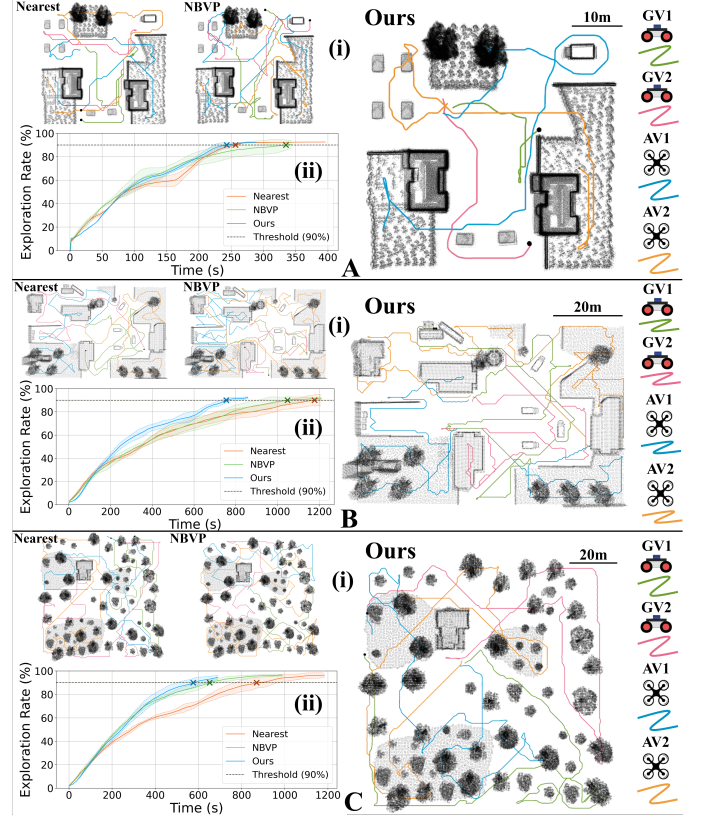 Nearest
NBVP
(i)
Ours
10m
GV1
GV2
AV1
AV2
Exploration Rate (%)
100
80
60
40
20
0
(ii)
Nearest
NBVP
Ours
Threshold (90%)
0
50
100
150
200
250
300
350
400
Time (s)
A
Nearest
NBVP
(i)
Ours
20m
GV1
GV2
AV1
AV2
Exploration Rate (%)
100
80
60
40
20
0
(ii)
Nearest
NBVP
Ours
Threshold (90%)
0
200
400
600
800
1000
1200
Time (s)
B
Nearest
NBVP
(i)
Ours
20m
GV1
GV2
AV1
AV2
Exploration Rate (%)
100
80
60
40
20
0
(ii)
Nearest
NBVP
Ours
Threshold (90%)
0
200
400
600
800
1000
1200
Time (s)
C